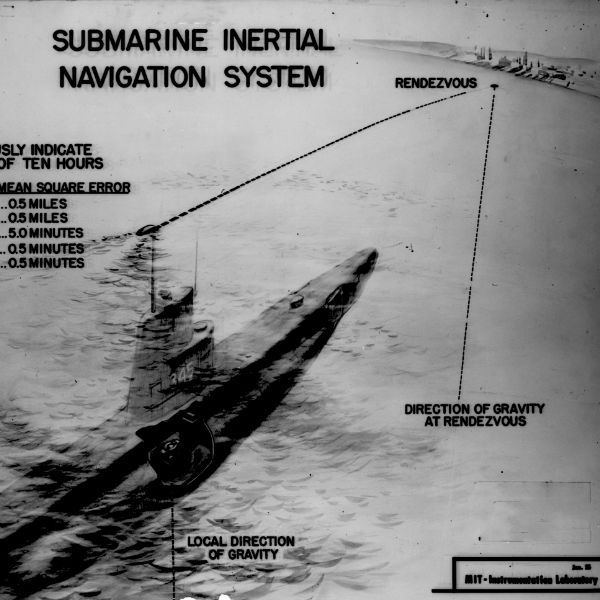 SUBMARINE INERTIAL
NAVIGATION SYSTEM
RENDEZVOUS
USLY INDICATE
OF TEN HOURS
MEAN SQUARE ERROR
...0.5 MILES
...0.5 MILES
...5.0 MINUTES
...0.5 MINUTES
...0.5 MINUTES
DIRECTION OF GRAVITY
AT RENDEZVOUS
LOCAL DIRECTION
OF GRAVITY
MIT - Instrumentation Laboratory